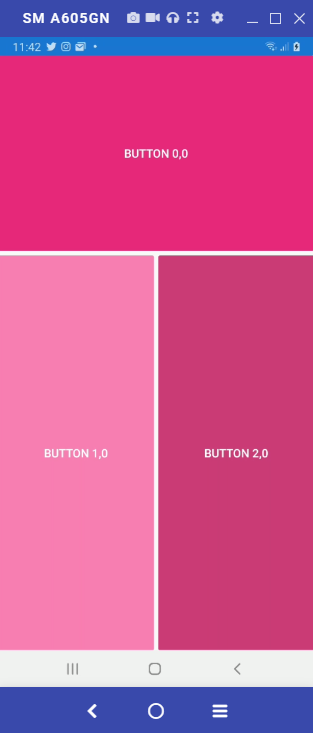 SM A605GN
11:42
BUTTON 0,0
BUTTON 1,0
BUTTON 2,0